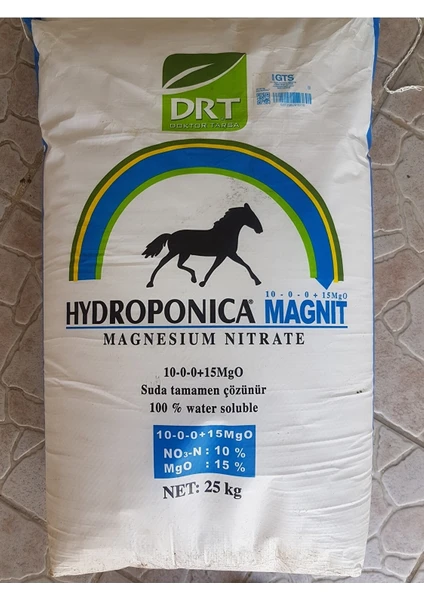 IGTS
DRT
DOKTOR TARSA
10-0-0+15MgO
HYDROPONICA® MAGNIT
MAGNESIUM NITRATE
10-0-0+15MgO
Suda tamamen çözünür
100 % water soluble
10-0-0+15MgO
NO₃-N : 10 %
MgO : 15 %
NET: 25 kg